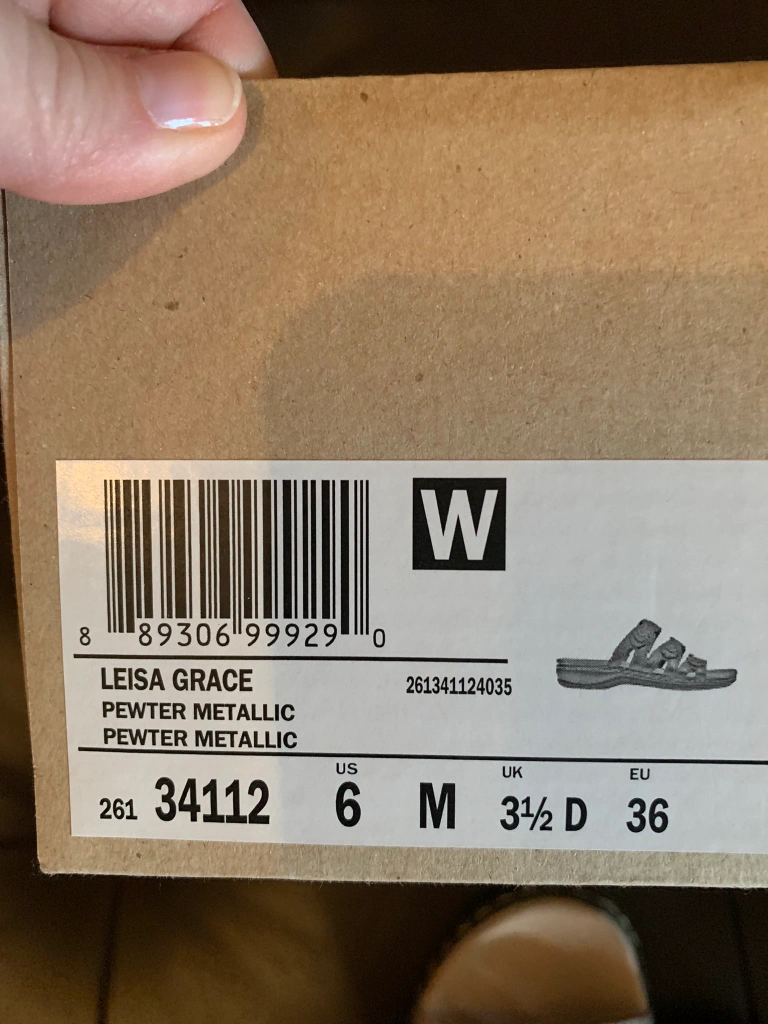 W
8 89306 99929 0
LEISA GRACE 261341124035
PEWTER METALLIC
PEWTER METALLIC
US UK EU
261 34112 6 M 3½ D 36